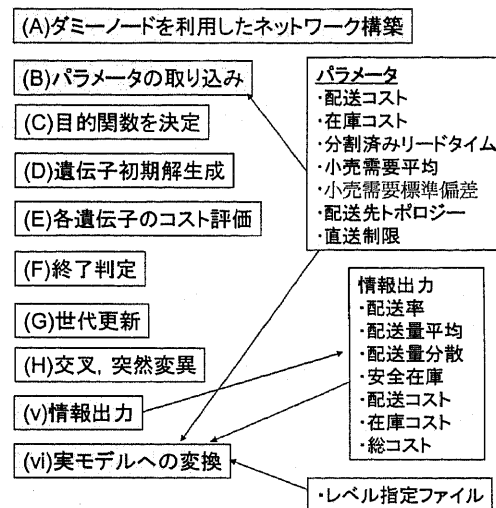 (A)ダミーノードを利用したネットワーク構築
(B)パラメータの取り込み
(C)目的関数を決定
(D)遺伝子初期解生成
(E)各遺伝子のコスト評価
(F)終了判定
(G)世代更新
(H)交叉, 突然変異
(v)情報出力
(vi)実モデルへの変換
パラメータ
・配送コスト
・在庫コスト
・分割済みリードタイム
・小売需要平均
・小売需要標準偏差
・配送先トポロジー
・直送制限
情報出力
・配送率
・配送量平均
・配送量分散
・安全在庫
・配送コスト
・在庫コスト
・総コスト
・レベル指定ファイル